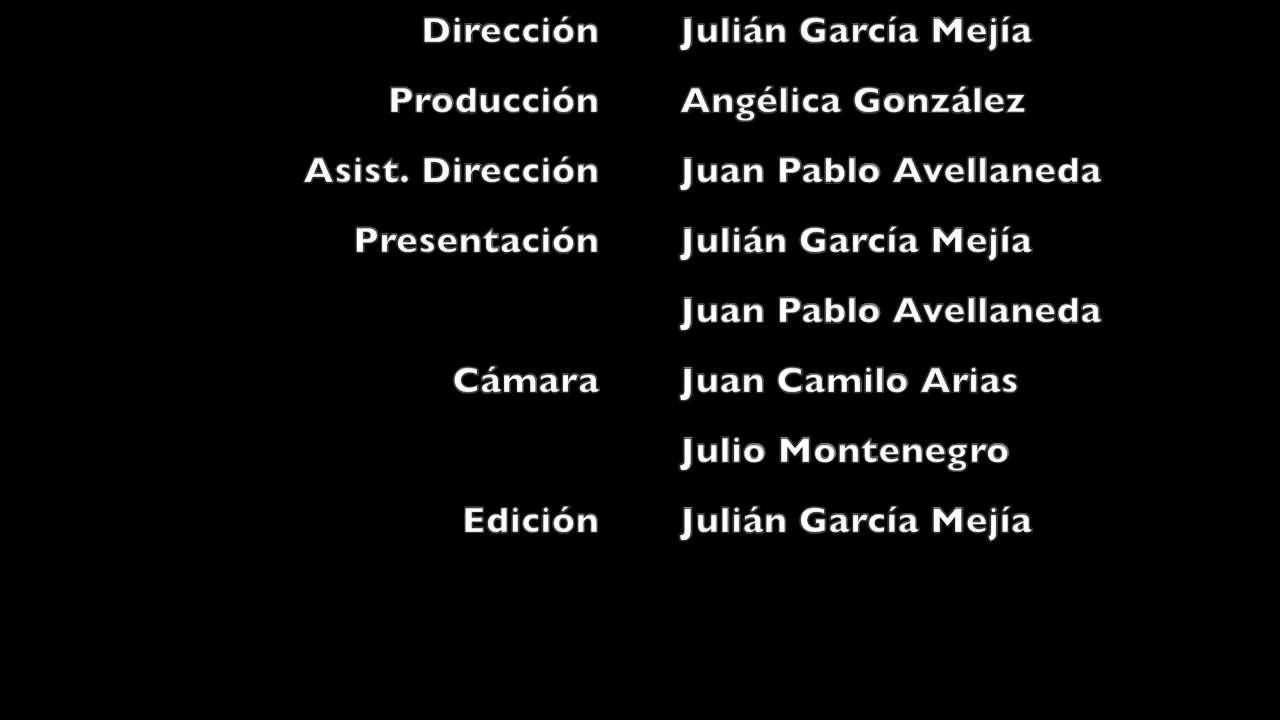 Dirección Julián García Mejía
Producción Angélica González
Asist. Dirección Juan Pablo Avellaneda
Presentación Julián García Mejía
Juan Pablo Avellaneda
Cámara Juan Camilo Arias
Julio Montenegro
Edición Julián García Mejía